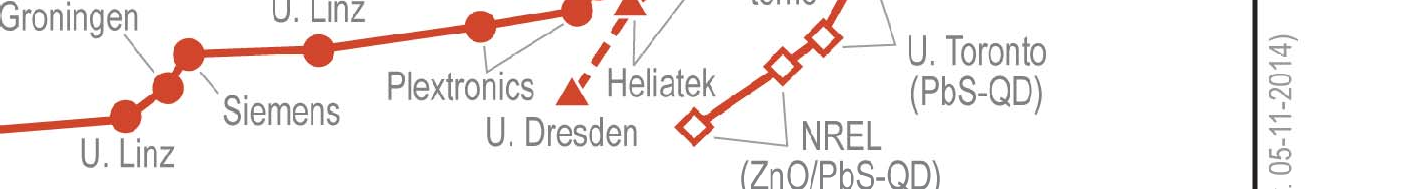 Groningen
U. Linz
Plextronics
Heliatek
U. Toronto
(PbS-QD)
Siemens
U. Dresden
NREL
(ZnO/PbS-QD)
U. Linz
05-11-2014)